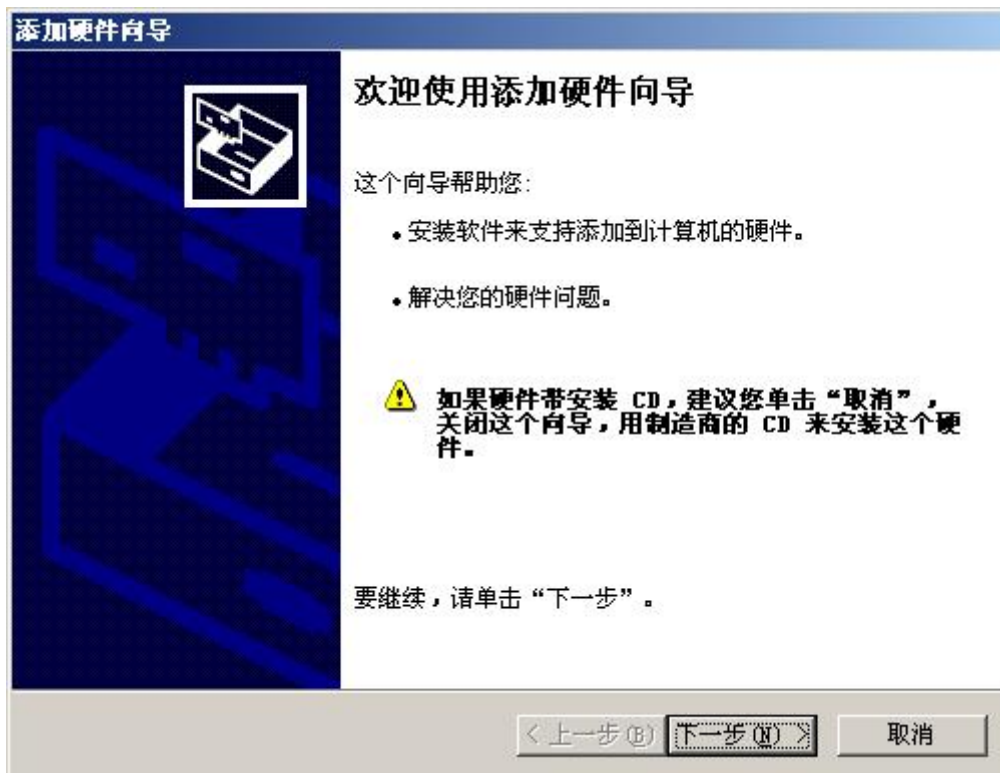 添加硬件向导
欢迎使用添加硬件向导
这个向导帮助您:
•安装软件来支持添加到计算机的硬件。
•解决您的硬件问题。
如果硬件带安装 CD，建议您单击“取消”，
关闭这个向导，用制造商的 CD 来安装这个硬
件。
要继续，请单击“下一步”。
< 上一步(B) 下一步(N) > 取消